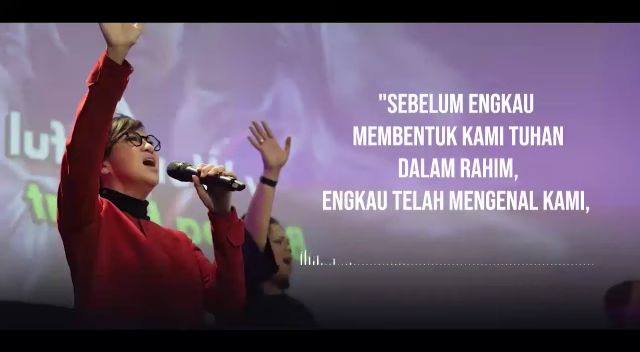 "SEBELUM ENGKAU
MEMBENTUK KAMI TUHAN
DALAM RAHIM,
ENGKAU TELAH MENGENAL KAMI,